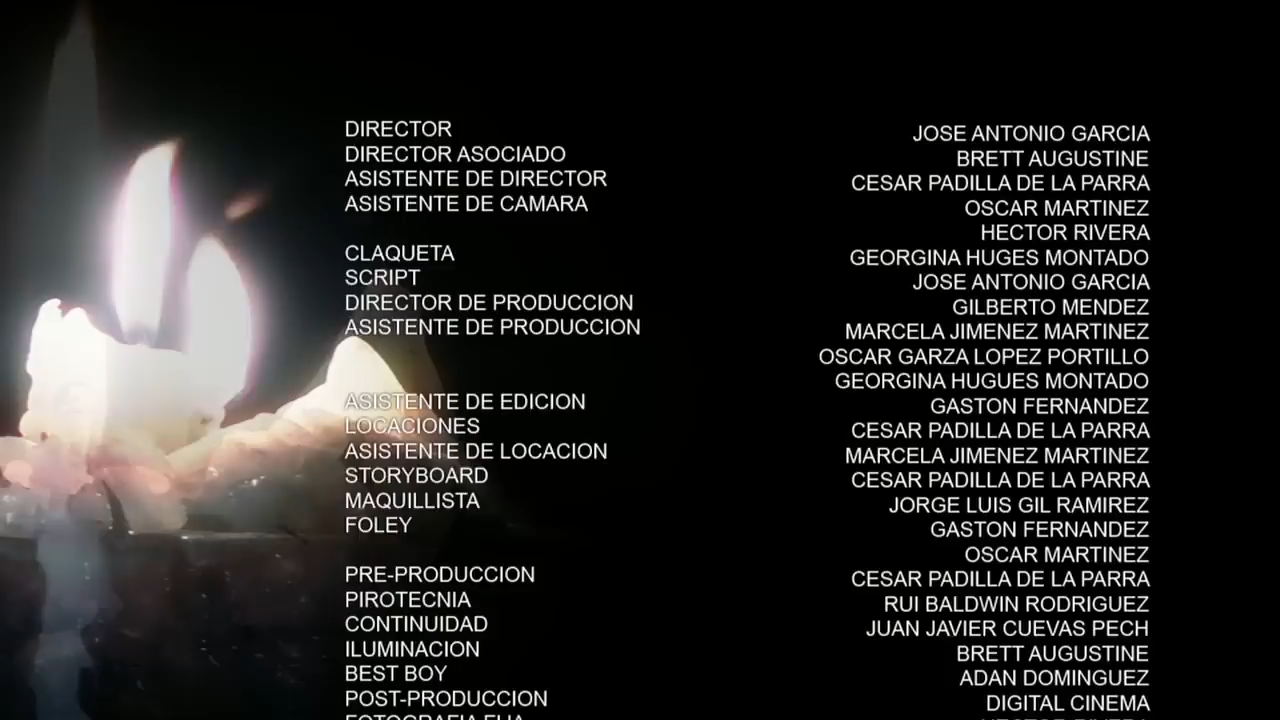 DIRECTOR JOSE ANTONIO GARCIA
DIRECTOR ASOCIADO BRETT AUGUSTINE
ASISTENTE DE DIRECTOR CESAR PADILLA DE LA PARRA
ASISTENTE DE CAMARA OSCAR MARTINEZ
HECTOR RIVERA
CLAQUETA GEORGINA HUGES MONTADO
SCRIPT JOSE ANTONIO GARCIA
DIRECTOR DE PRODUCCION GILBERTO MENDEZ
ASISTENTE DE PRODUCCION MARCELA JIMENEZ MARTINEZ
OSCAR GARZA LOPEZ PORTILLO
GEORGINA HUGUES MONTADO
ASISTENTE DE EDICION GASTON FERNANDEZ
LOCACIONES CESAR PADILLA DE LA PARRA
ASISTENTE DE LOCACION MARCELA JIMENEZ MARTINEZ
STORYBOARD CESAR PADILLA DE LA PARRA
MAQUILLISTA JORGE LUIS GIL RAMIREZ
FOLEY GASTON FERNANDEZ
OSCAR MARTINEZ
PRE-PRODUCCION CESAR PADILLA DE LA PARRA
PIROTECNIA RUI BALDWIN RODRIGUEZ
CONTINUIDAD JUAN JAVIER CUEVAS PECH
ILUMINACION BRETT AUGUSTINE
BEST BOY ADAN DOMINGUEZ
POST-PRODUCCION DIGITAL CINEMA